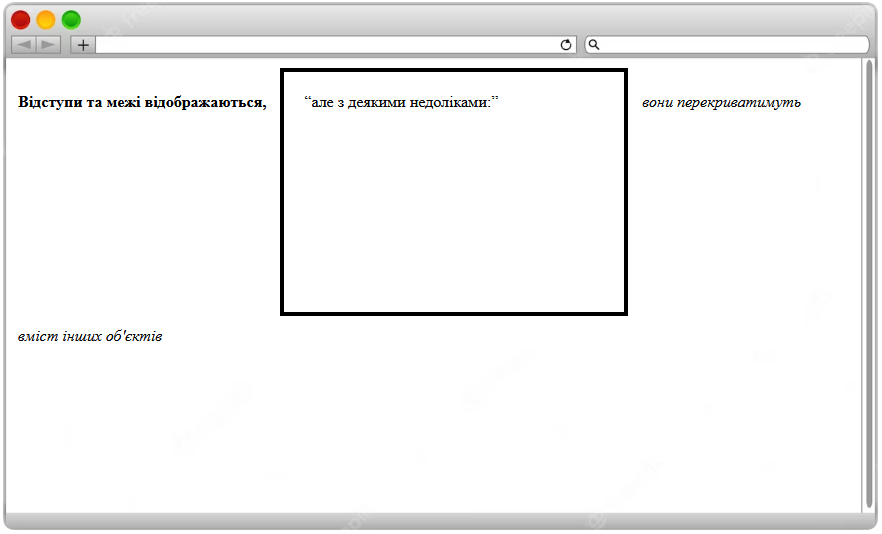 Відступи та межі відображаються, “але з деякими недоліками:” вони перекриватимуть
вміст інших об'єктів